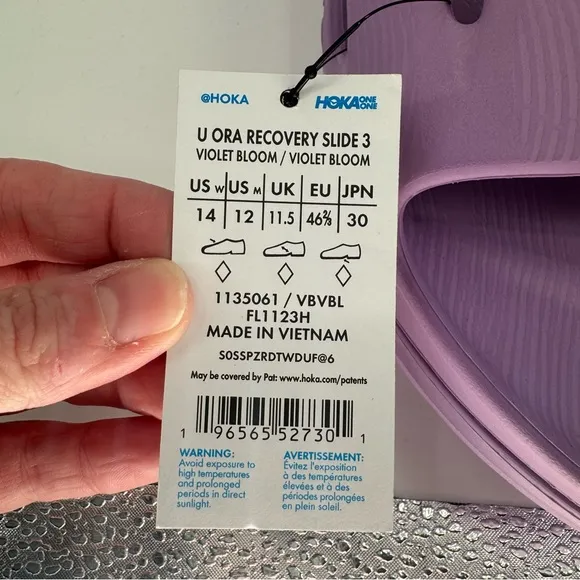 @HOKA HOKA ONE ONE
U ORA RECOVERY SLIDE 3
VIOLET BLOOM / VIOLET BLOOM
US W US M UK EU JPN
14 12 11.5 46⅔ 30
1135061 / VBVBL
FL1123H
MADE IN VIETNAM
S0SSPZRDTWDUF@6
May be covered by Pat: www.hoka.com/patents
1 96565 52730 1
WARNING:
Avoid exposure to
high temperatures
and prolonged
periods in direct
sunlight.
AVERTISSEMENT:
Évitez l'exposition
à des températures
élevées et à des
périodes prolongées
en plein soleil.